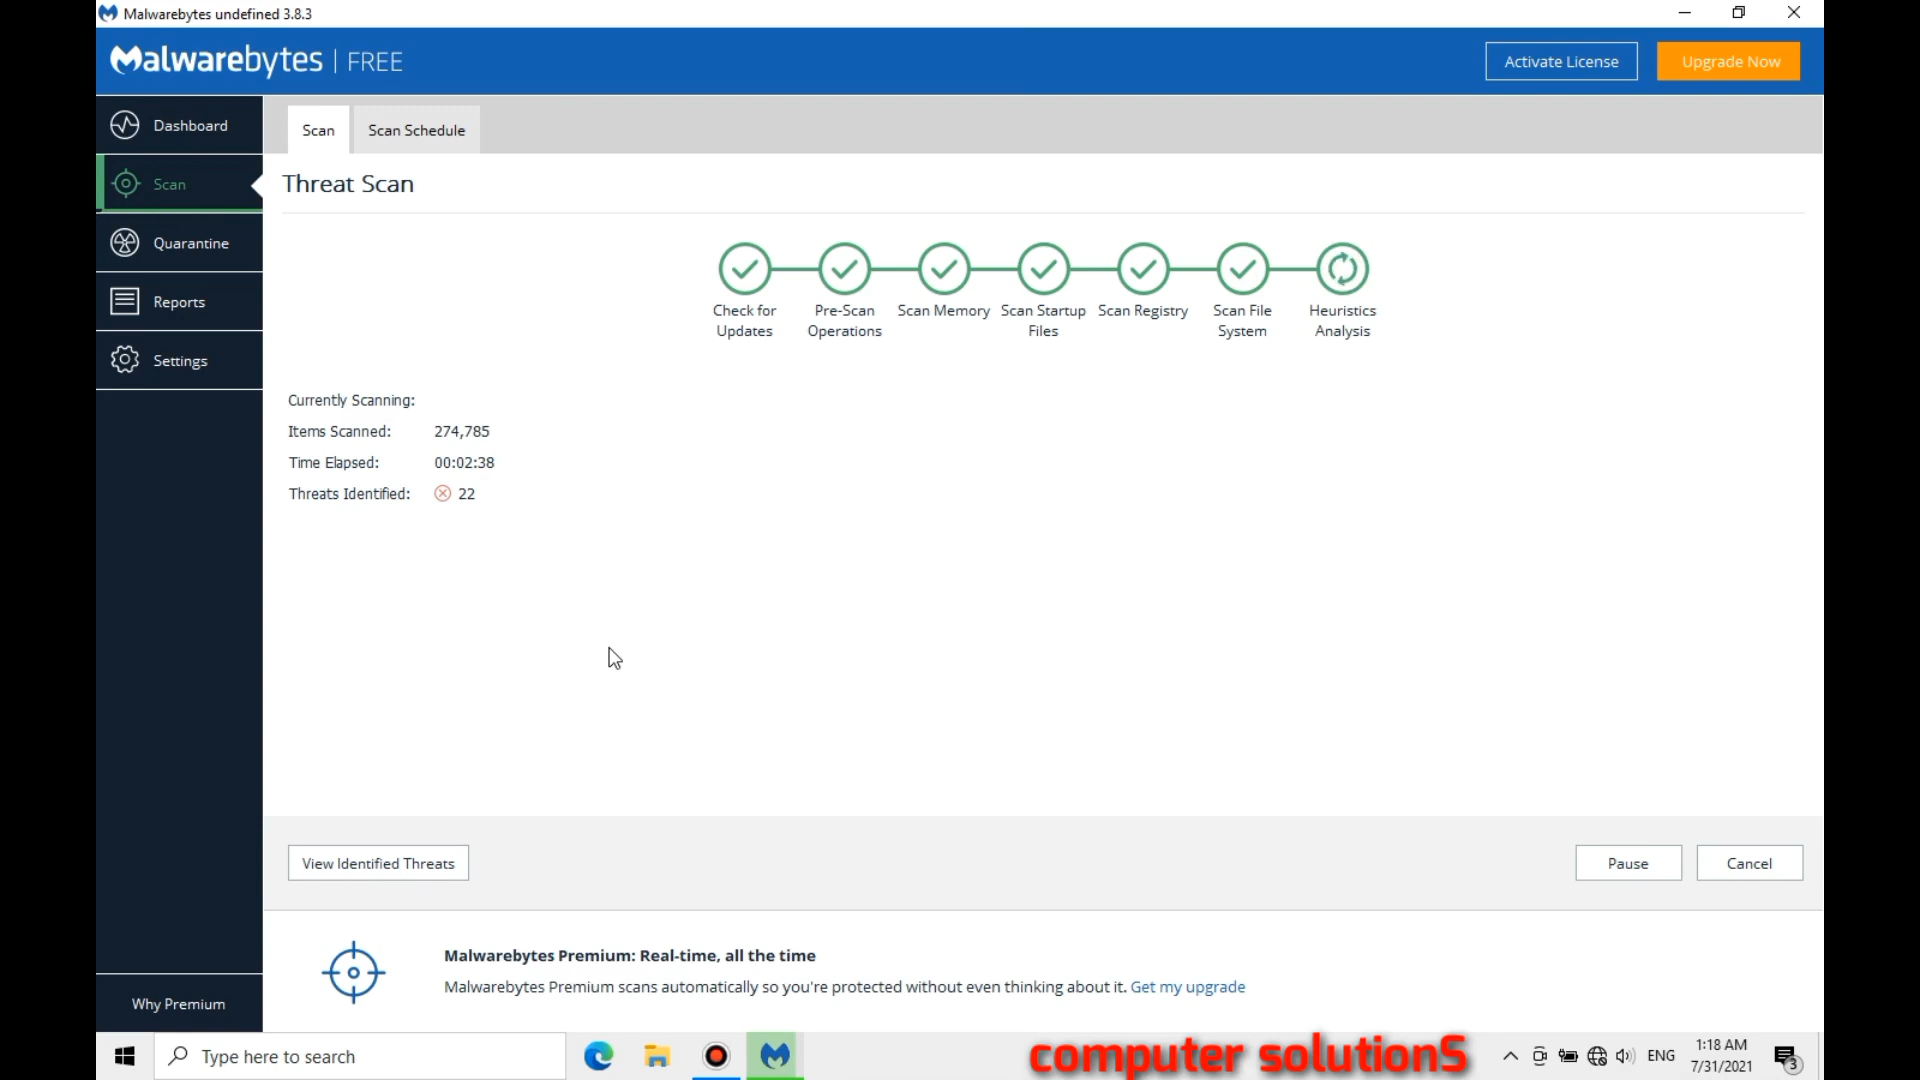 Malwarebytes undefined 3.8.3
Malwarebytes | FREE
Activate License
Upgrade Now
Dashboard
Scan
Quarantine
Reports
Settings
Why Premium
Scan
Scan Schedule
Threat Scan
Check for
Updates
Pre-Scan
Operations
Scan Memory
Scan Startup
Files
Scan Registry
Scan File
System
Heuristics
Analysis
Currently Scanning:
Items Scanned: 274,785
Time Elapsed: 00:02:38
Threats Identified: 22
View Identified Threats
Pause
Cancel
Malwarebytes Premium: Real-time, all the time
Malwarebytes Premium scans automatically so you're protected without even thinking about it. Get my upgrade
Type here to search
computer solutionS
ENG
1:18 AM
7/31/2021
3